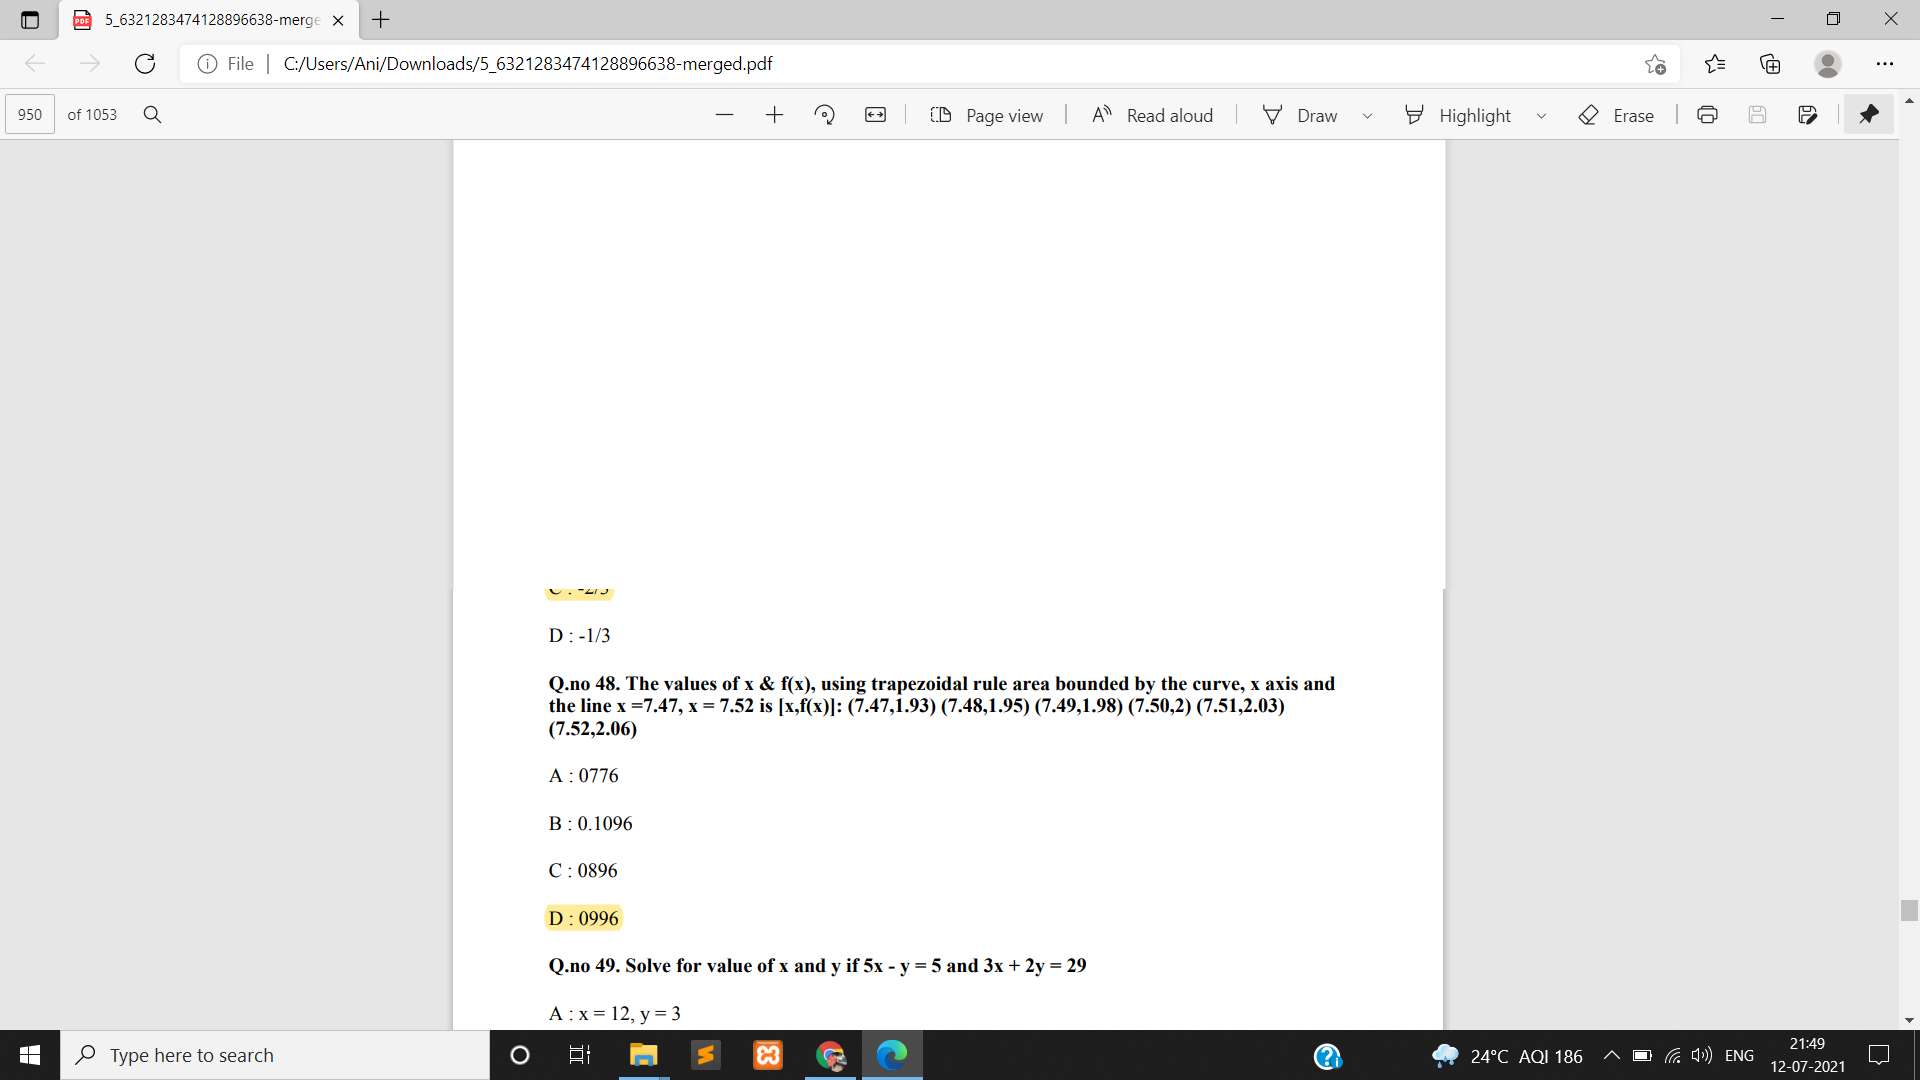 5_6321283474128896638-merge
File
C:/Users/Ani/Downloads/5_6321283474128896638-merged.pdf
950 of 1053
Page view
Read aloud
Draw
Highlight
Erase
C : -2/3
D : -1/3
Q.no 48. The values of x & f(x), using trapezoidal rule area bounded by the curve, x axis and
the line x =7.47, x = 7.52 is [x,f(x)]: (7.47,1.93) (7.48,1.95) (7.49,1.98) (7.50,2) (7.51,2.03)
(7.52,2.06)
A : 0776
B : 0.1096
C : 0896
D : 0996
Q.no 49. Solve for value of x and y if 5x - y = 5 and 3x + 2y = 29
A : x = 12, y = 3
Type here to search
24°C AQI 186
ENG
21:49
12-07-2021